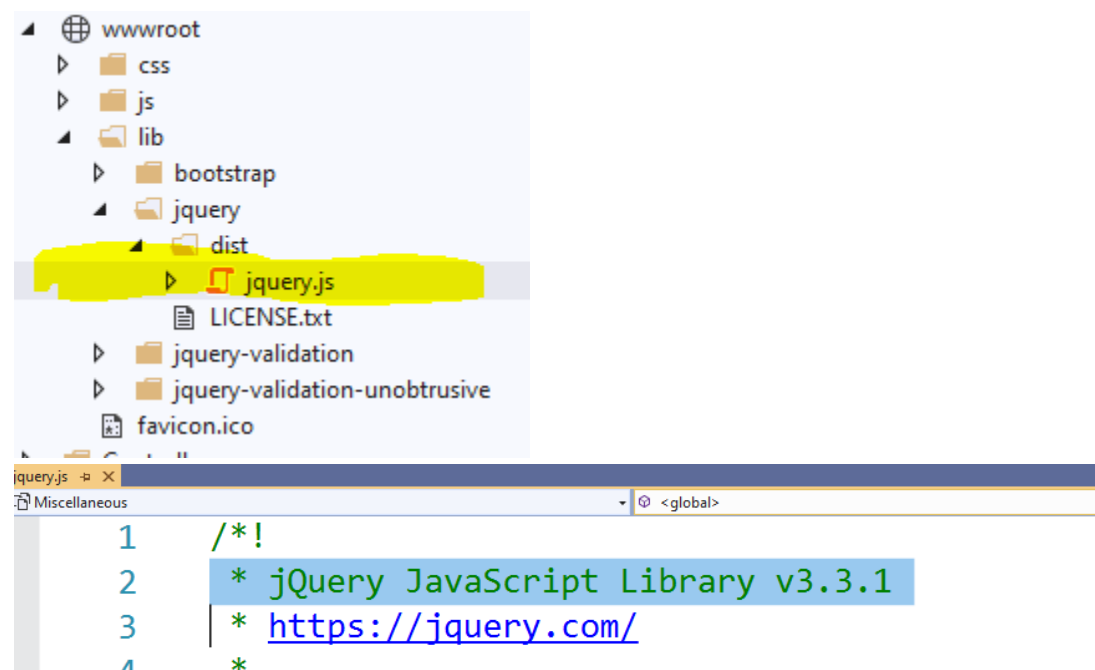 wwwroot
css
js
lib
bootstrap
jquery
dist
jquery.js
LICENSE.txt
jquery-validation
jquery-validation-unobtrusive
favicon.ico
jquery.js
Miscellaneous <global>
1 /*!
2 * jQuery JavaScript Library v3.3.1
3 * https://jquery.com/
4 *